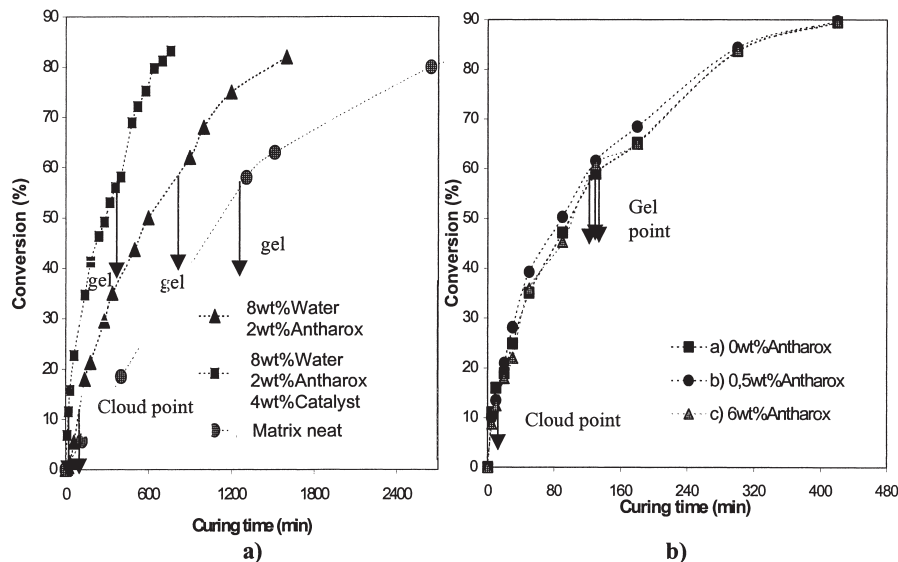 90
80
70
60
50
40
30
20
10
0
Conversion (%)
gel
gel
gel
8wt%Water
2wt%Antharox
8wt%Water
2wt%Antharox
4wt%Catalyst
Matrix neat
Cloud point
0 600 1200 1800 2400
Curing time (min)
a)
90
80
70
60
50
40
30
20
10
0
Conversion (%)
Gel
point
a) 0wt%Antharox
b) 0,5wt%Antharox
c) 6wt%Antharox
Cloud point
0 80 160 240 320 400 480
Curing time (min)
b)